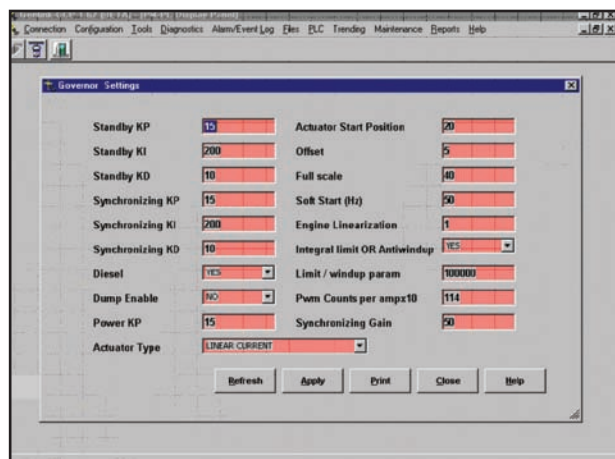 Connection Configuration Tools Diagnostics Alarm/Event Log Files PLC Trending Maintenance Reports Help
Governor Settings
Standby KP 15 Actuator Start Position 20
Standby KI 200 Offset 5
Standby KD 10 Full scale 40
Synchronizing KP 15 Soft Start (Hz) 50
Synchronizing KI 200 Engine Linearization 1
Synchronizing KD 10 Integral limit OR Antiwindup YES
Diesel YES Limit / windup param 100000
Dump Enable NO Pwm Counts per ampx10 114
Power KP 15 Synchronizing Gain 50
Actuator Type LINEAR CURRENT
Refresh Apply Print Close Help